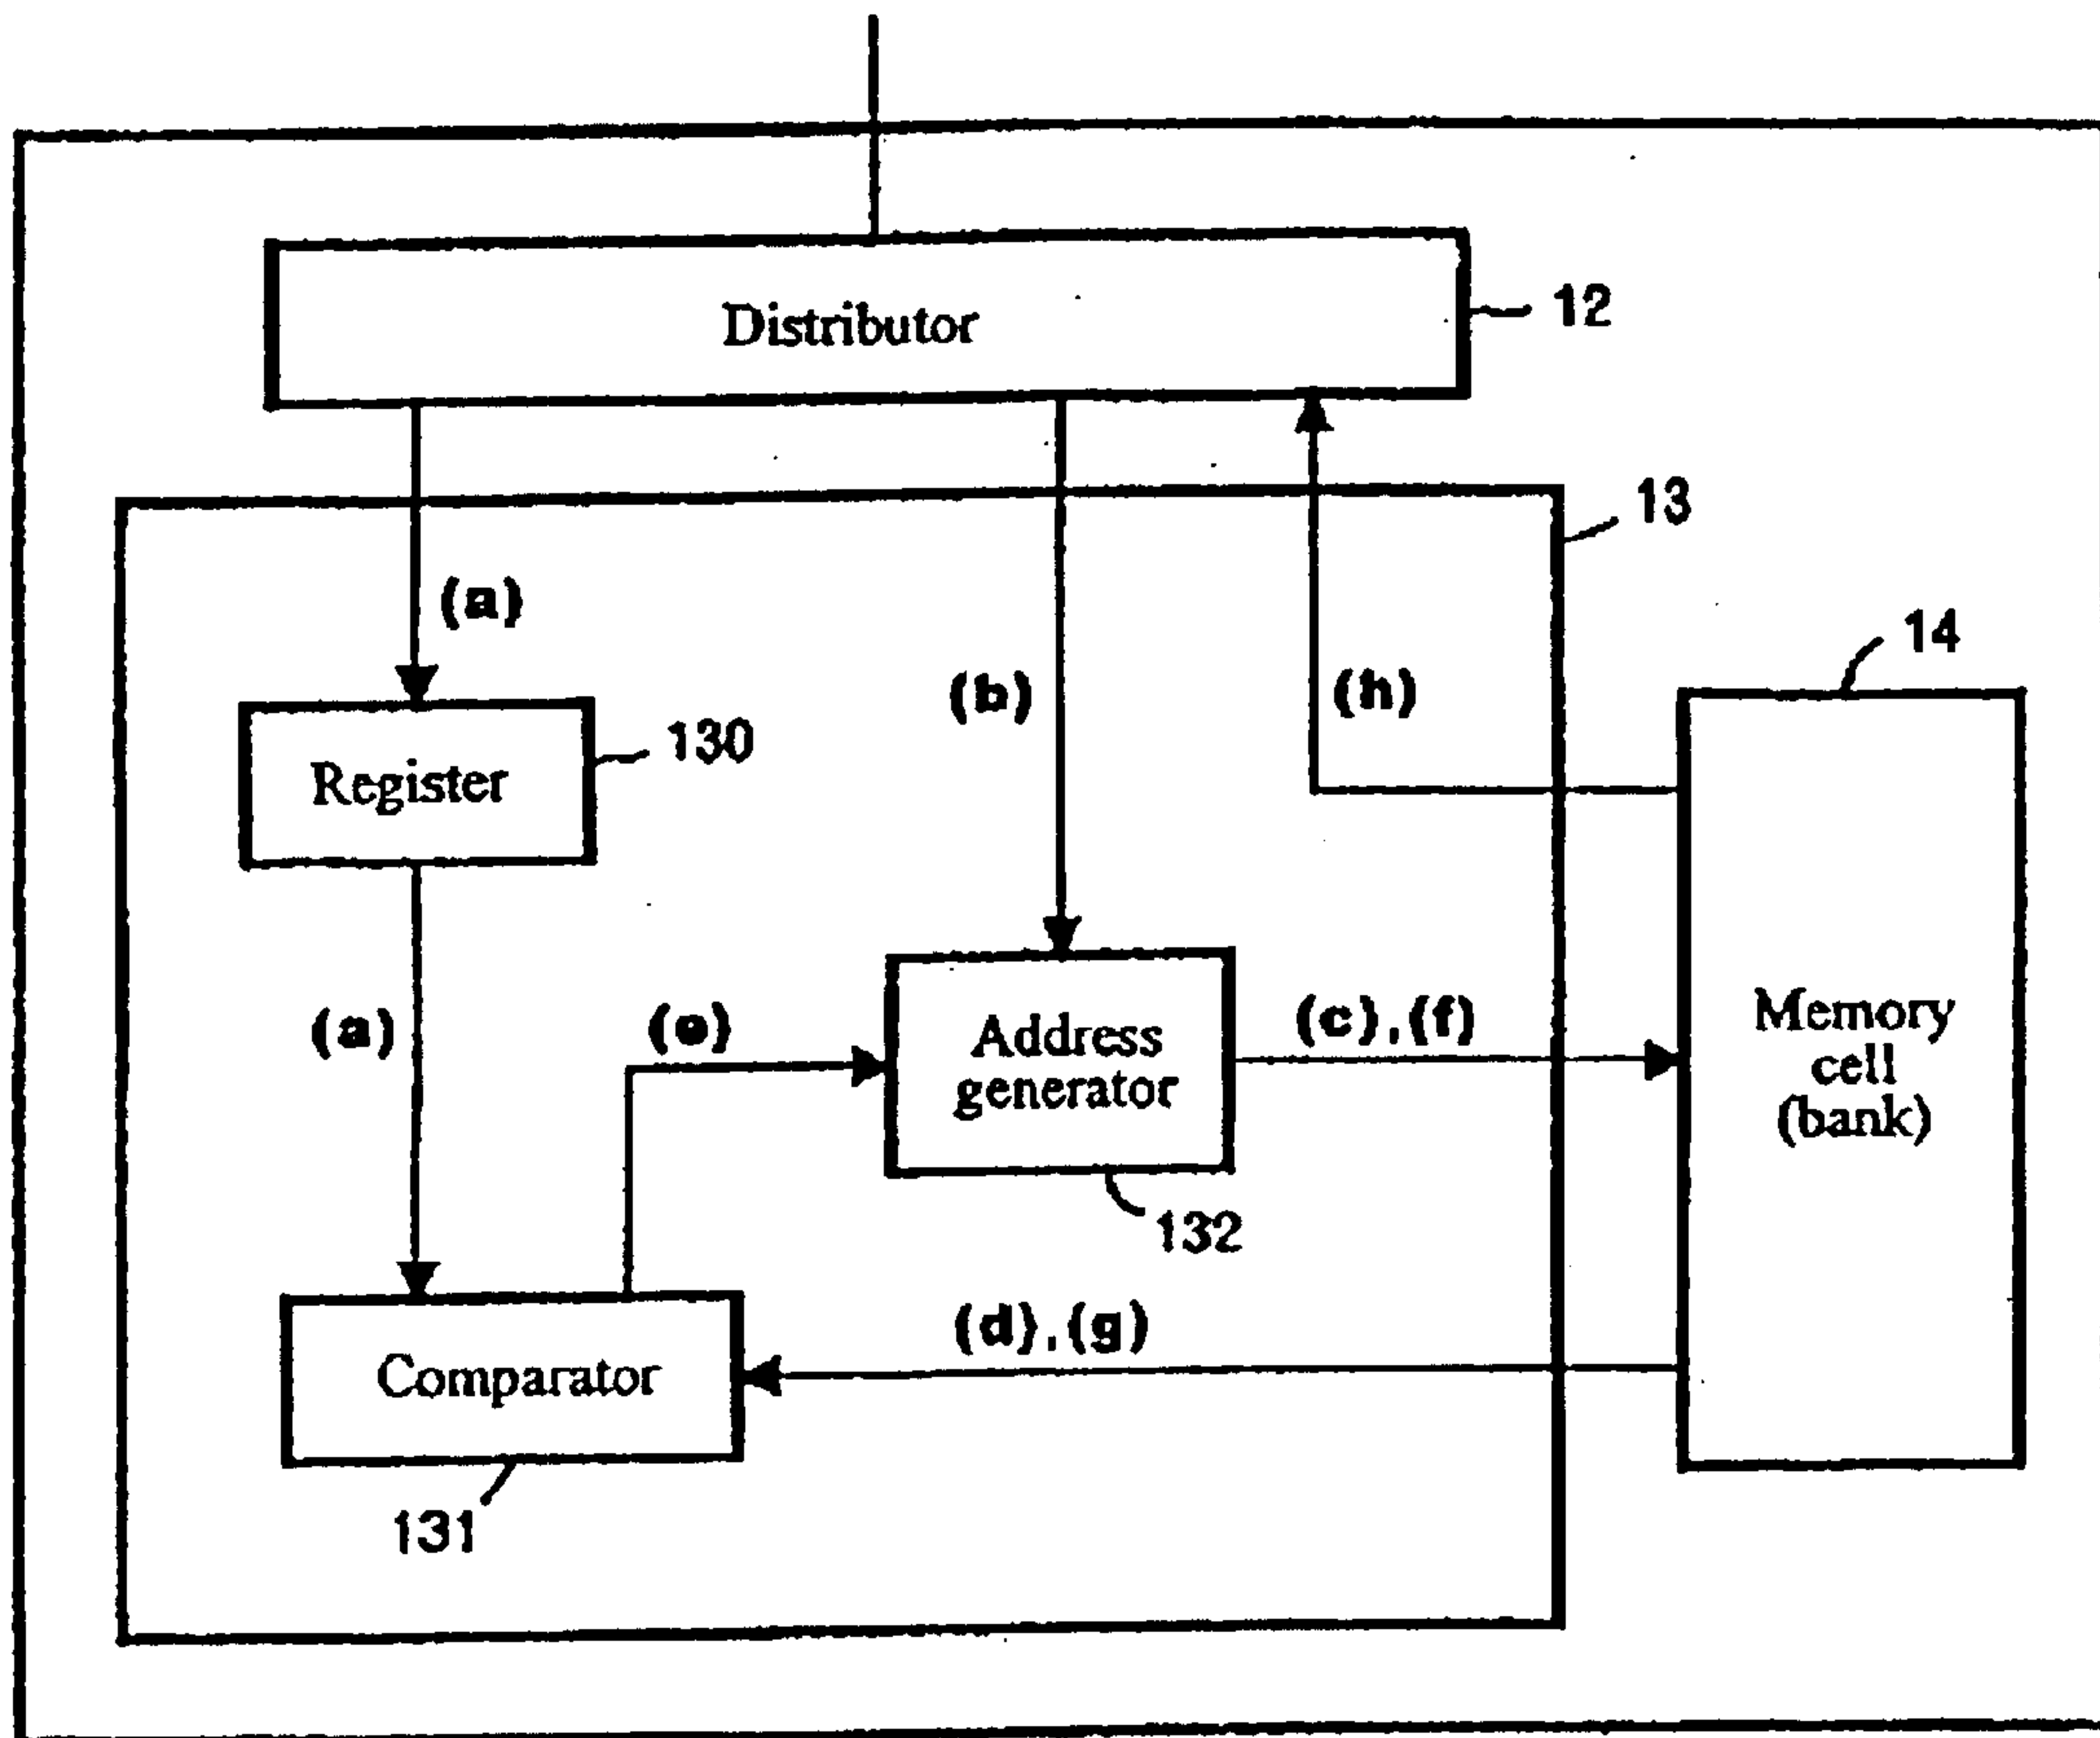 Distributor
12
13
(a)
14
(b)
(h)
130
Register
(a)
(e)
(c),(f)
Address
generator
Memory
cell
(bank)
132
(d),(g)
Comparator
131